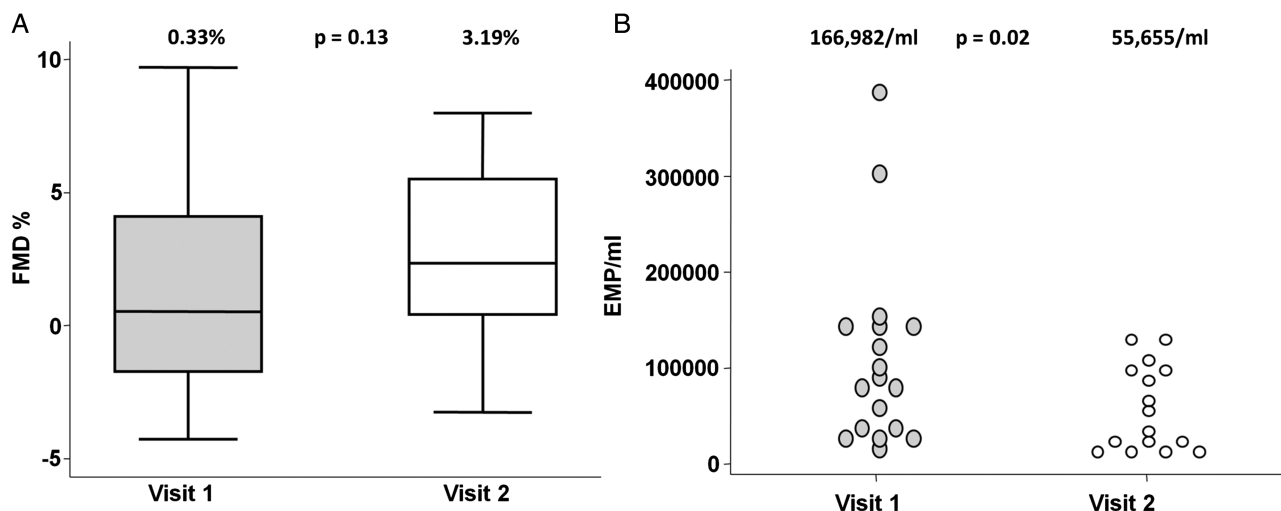 A
0.33% p = 0.13 3.19%
10
5
0
-5
FMD %
Visit 1 Visit 2
B
166,982/ml p = 0.02 55,655/ml
400000
300000
200000
100000
0
EMP/ml
Visit 1 Visit 2